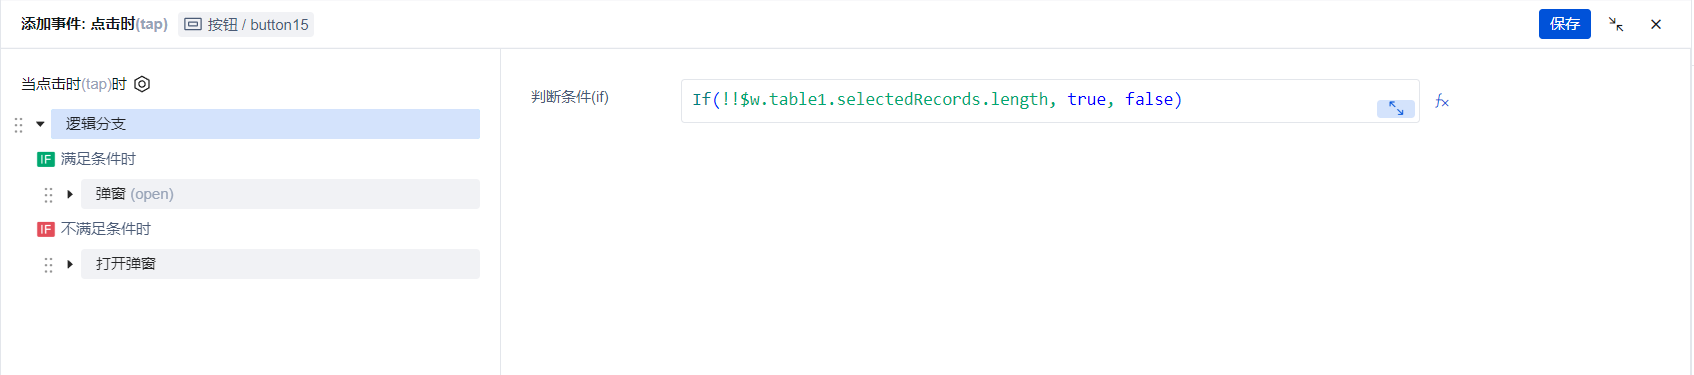 添加事件: 点击时(tap) 按钮 / button15 保存
当点击时(tap)时
逻辑分支
IF 满足条件时
弹窗 (open)
IF 不满足条件时
打开弹窗
判断条件(if) If(!!$w.table1.selectedRecords.length, true, false) fx